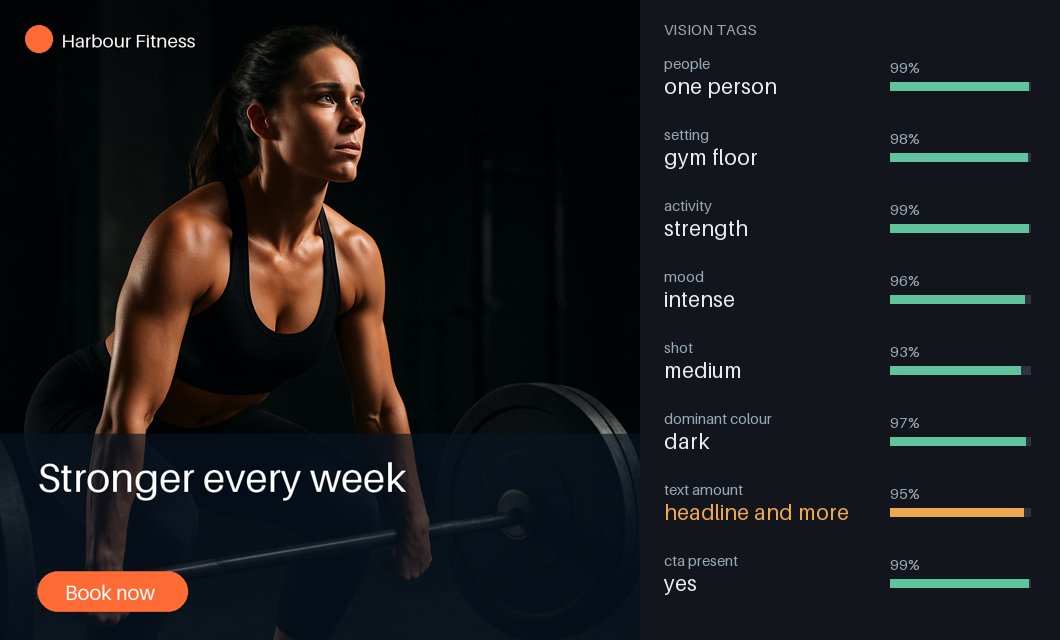 Harbour Fitness
Stronger every week
Book now
VISION TAGS
people
one person
99%
setting
gym floor
98%
activity
strength
99%
mood
intense
96%
shot
medium
93%
dominant colour
dark
97%
text amount
headline and more
95%
cta present
yes
99%